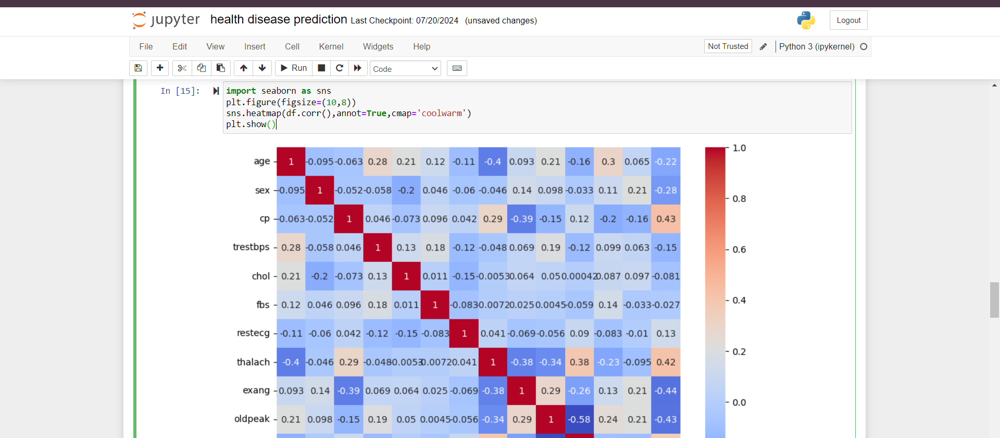 jupyter health disease prediction Last Checkpoint: 07/20/2024 (unsaved changes) Logout
File Edit View Insert Cell Kernel Widgets Help Not Trusted Python 3 (ipykernel)
Run Code
In [15]: import seaborn as sns
plt.figure(figsize=(10,8))
sns.heatmap(df.corr(),annot=True,cmap='coolwarm')
plt.show()
age 1 -0.095 -0.063 0.28 0.21 0.12 -0.11 -0.4 0.093 0.21 -0.16 0.3 0.065 -0.22 1.0
sex -0.095 1 -0.052 -0.058 -0.2 0.046 -0.06 -0.046 0.14 0.098 -0.033 0.11 0.21 -0.28
0.8
cp -0.063 -0.052 1 0.046 -0.073 0.096 0.042 0.29 -0.39 -0.15 0.12 -0.2 -0.16 0.43
trestbps 0.28 -0.058 0.046 1 0.13 0.18 -0.12 -0.048 0.069 0.19 -0.12 0.099 0.063 -0.15 0.6
chol 0.21 -0.2 -0.073 0.13 1 0.011 -0.15 -0.0053 0.064 0.05 0.00042 0.087 0.097 -0.081
fbs 0.12 0.046 0.096 0.18 0.011 1 -0.083 -0.0072 0.025 0.0045 -0.059 0.14 -0.033 -0.027 0.4
restecg -0.11 -0.06 0.042 -0.12 -0.15 -0.083 1 0.041 -0.069 -0.056 0.09 -0.083 -0.01 0.13
0.2
thalach -0.4 -0.046 0.29 -0.048 -0.0053 -0.0072 0.041 1 -0.38 -0.34 0.38 -0.23 -0.095 0.42
exang 0.093 0.14 -0.39 0.069 0.064 0.025 -0.069 -0.38 1 0.29 -0.26 0.13 0.21 -0.44
0.0
oldpeak 0.21 0.098 -0.15 0.19 0.05 0.0045 -0.056 -0.34 0.29 1 -0.58 0.24 0.21 -0.43